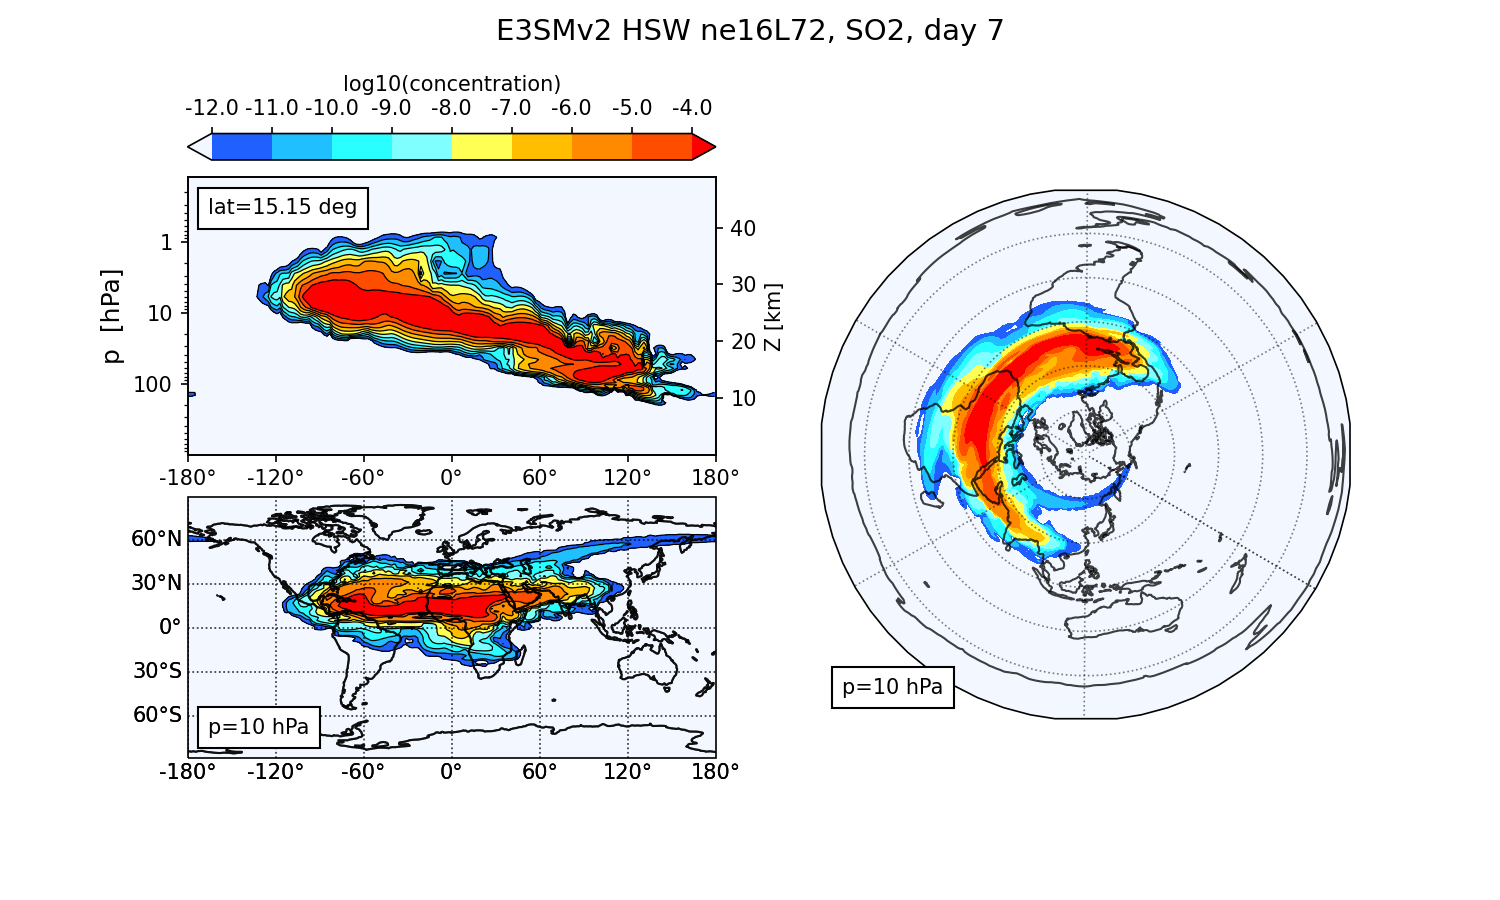 E3SMv2 HSW ne16L72, SO2, day 7
log10(concentration)
-12.0 -11.0 -10.0 -9.0 -8.0 -7.0 -6.0 -5.0 -4.0
lat=15.15 deg
p [hPa]
1
10
100
40
30
20
10
Z [km]
-180° -120° -60° 0° 60° 120° 180°
60°N
30°N
0°
30°S
60°S
p=10 hPa
-180° -120° -60° 0° 60° 120° 180°
p=10 hPa